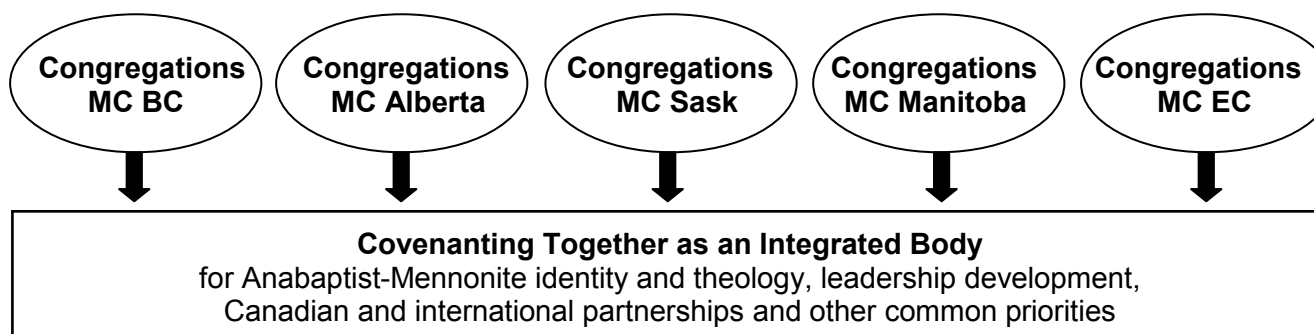 Congregations
MC BC
Congregations
MC Alberta
Congregations
MC Sask
Congregations
MC Manitoba
Congregations
MC EC
Covenanting Together as an Integrated Body
for Anabaptist-Mennonite identity and theology, leadership development,
Canadian and international partnerships and other common priorities